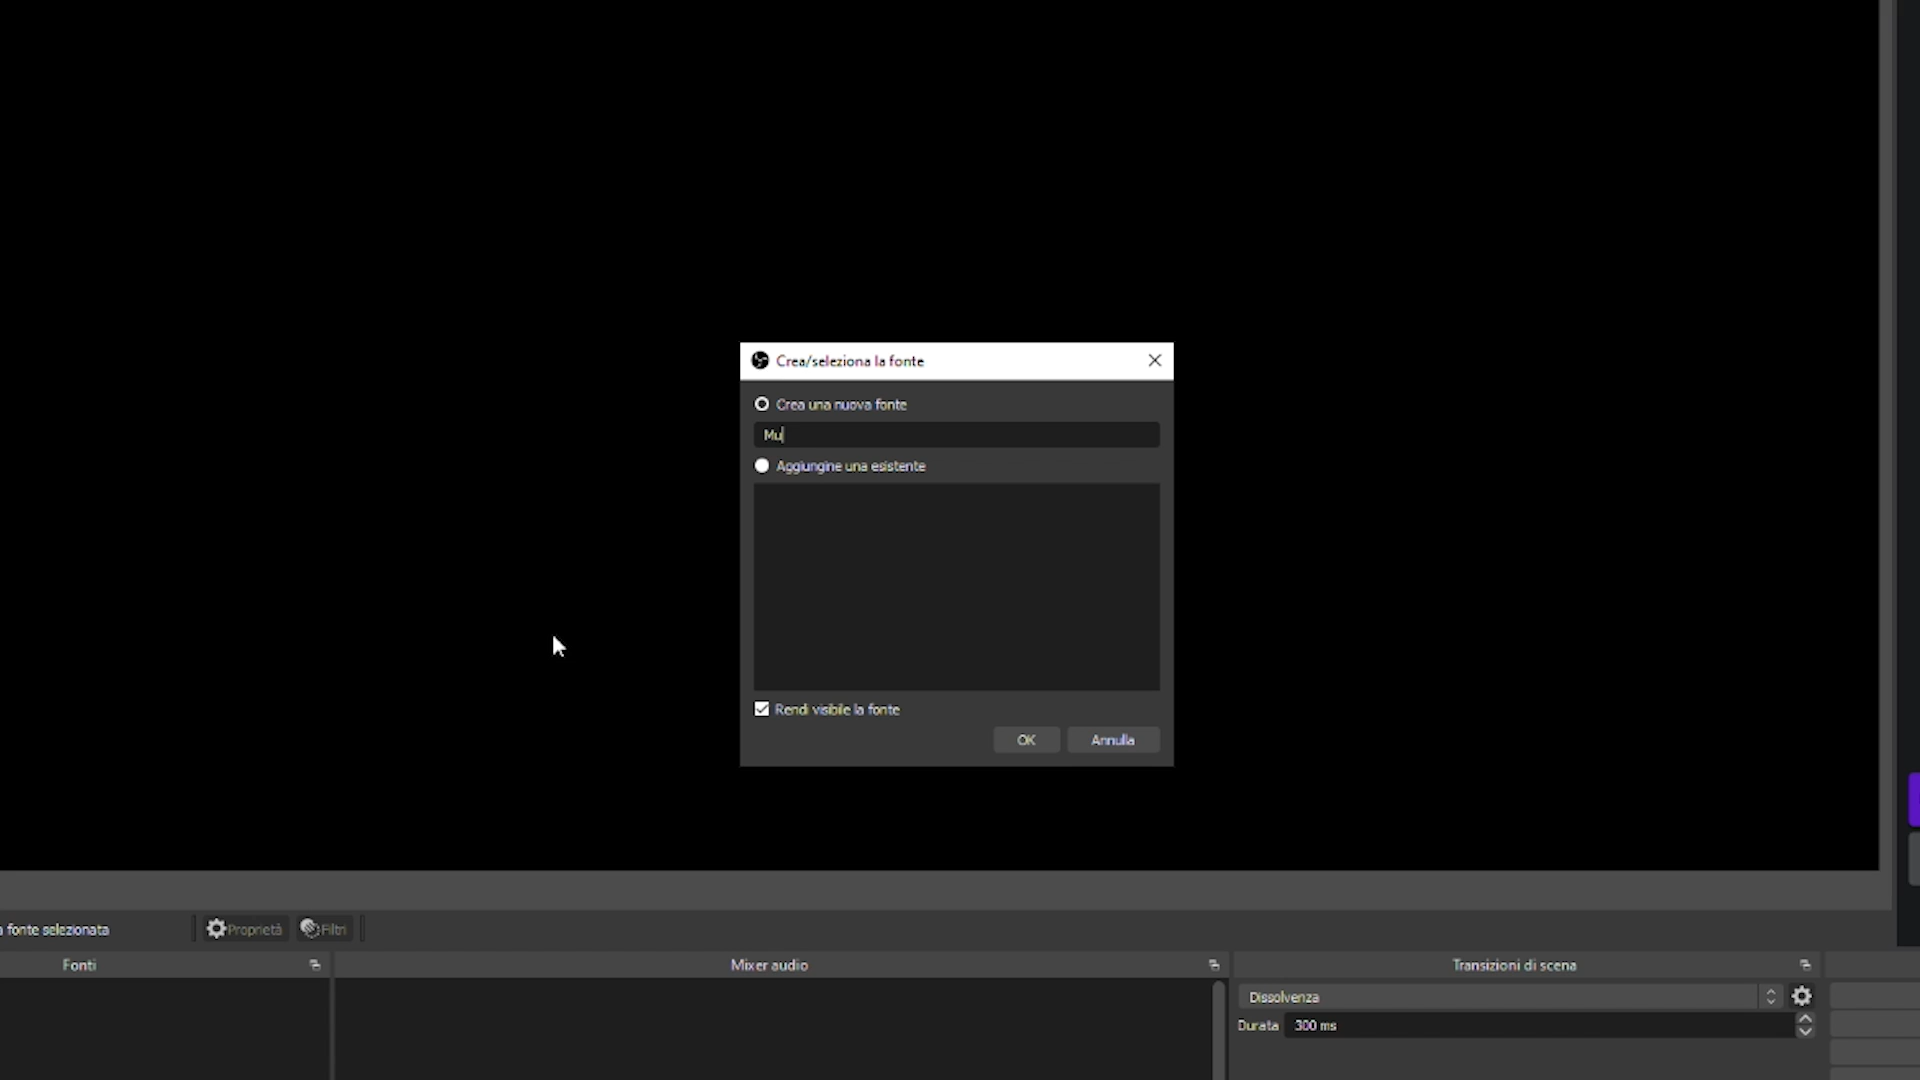 Crea/seleziona la fonte
Crea una nuova fonte
Mu
Aggiungine una esistente
Rendi visibile la fonte
OK
Annulla
fonte selezionata
Proprietà
Filtri
Fonti
Mixer audio
Transizioni di scena
Dissolvenza
Durata
300 ms